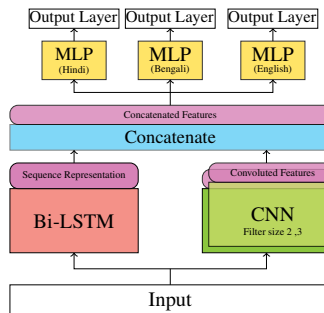 Output Layer Output Layer Output Layer
MLP MLP MLP
(Hindi) (Bengali) (English)
Concatenated Features
Concatenate
Sequence Representation Convoluted Features
Bi-LSTM CNN
Filter size 2 ,3
Input